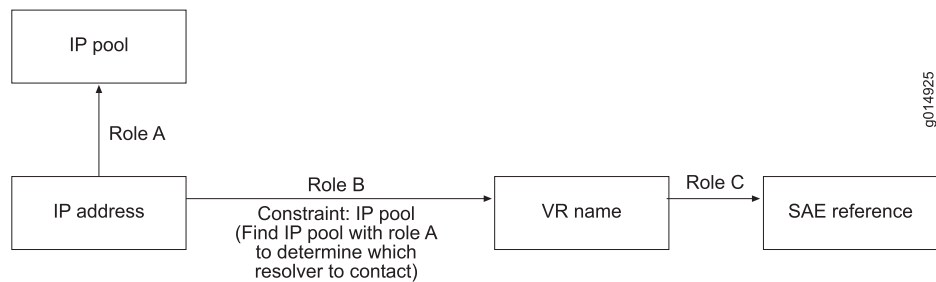 IP pool
g014925
Role A
Role B
Role C
IP address
VR name
SAE reference
Constraint: IP pool
(Find IP pool with role A
to determine which
resolver to contact)